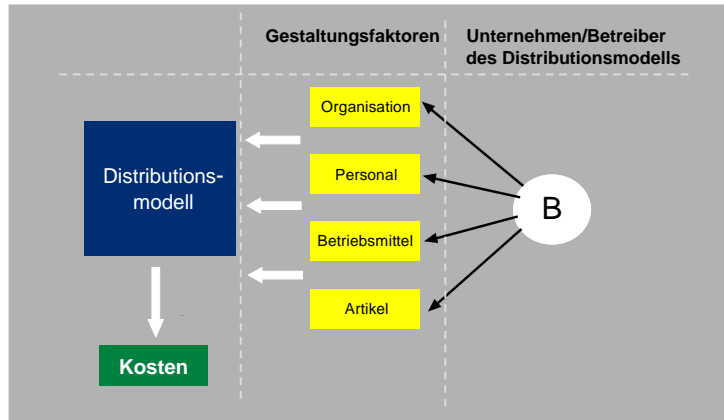 Gestaltungsfaktoren
Unternehmen/Betreiber
des Distributionsmodells
Organisation
Personal
Betriebsmittel
Artikel
Distributions-
modell
Kosten
B